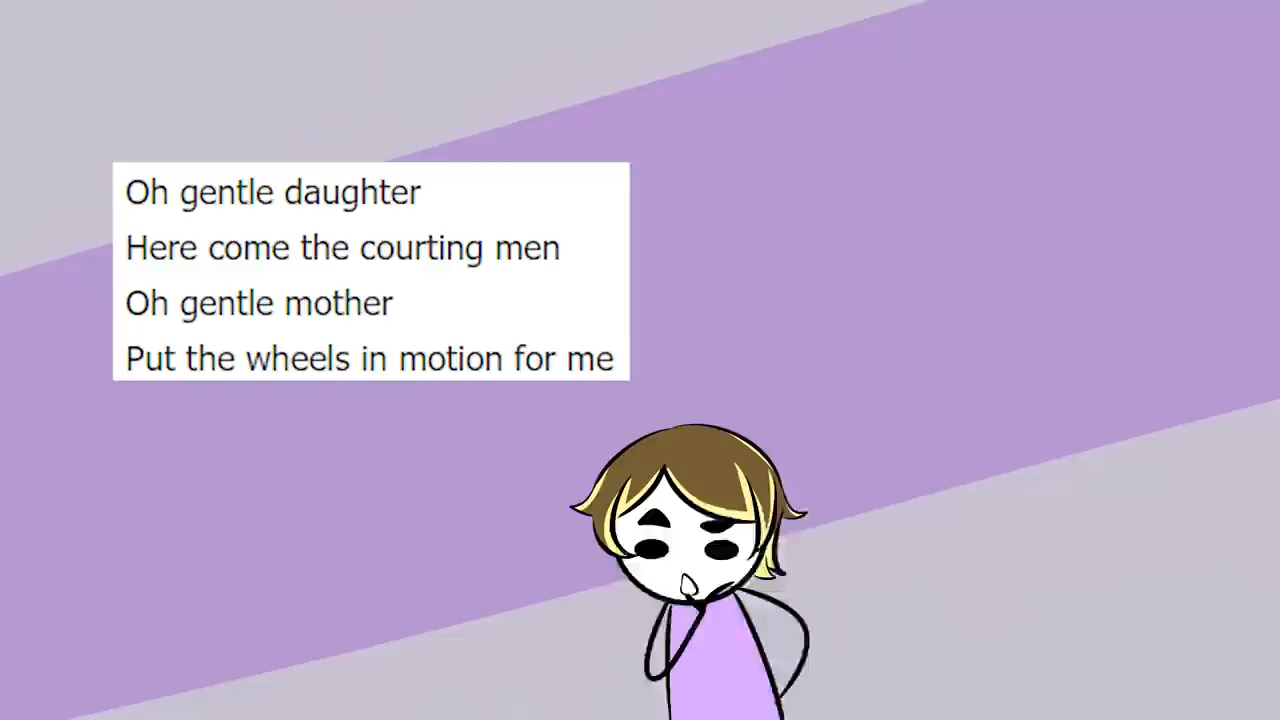 Oh gentle daughter
Here come the courting men
Oh gentle mother
Put the wheels in motion for me